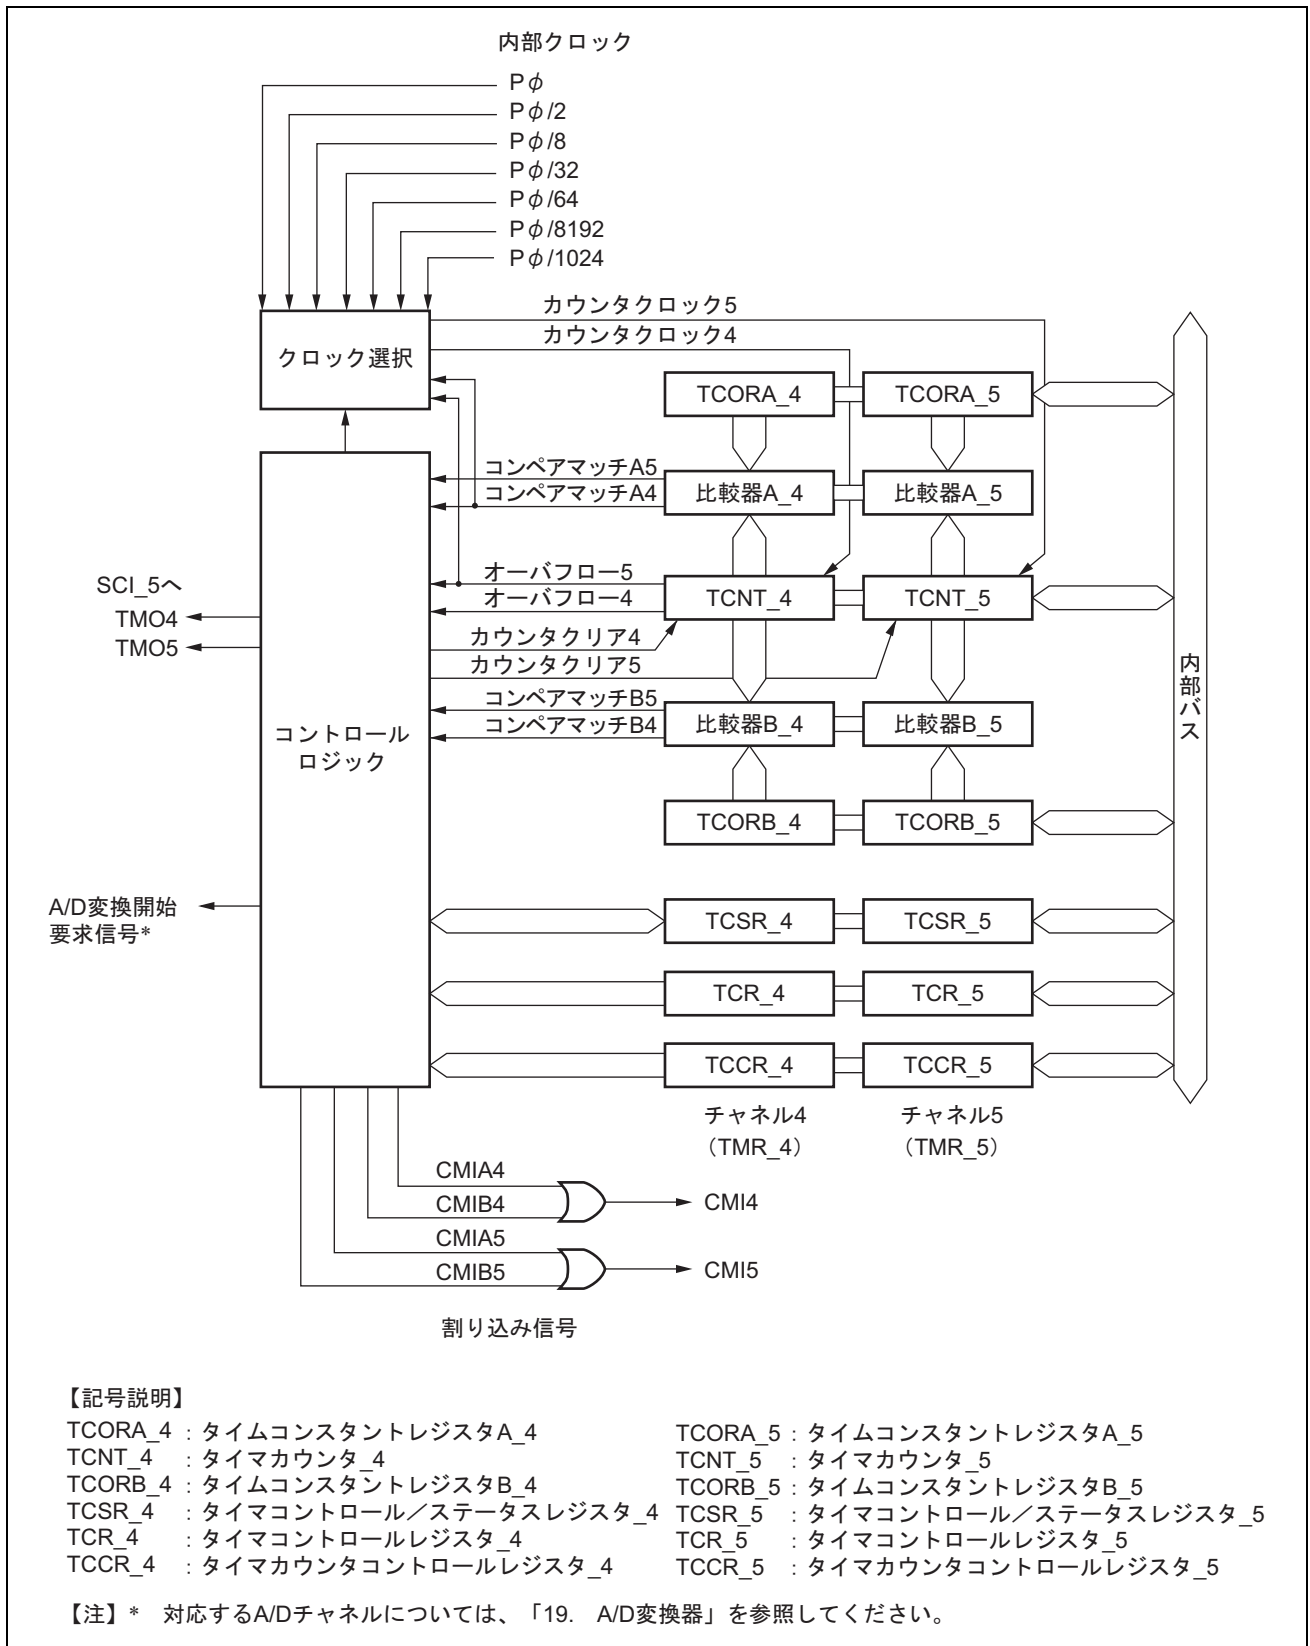 内部クロック
Pφ
Pφ/2
Pφ/8
Pφ/32
Pφ/64
Pφ/8192
Pφ/1024
カウンタクロック5
カウンタクロック4
クロック選択
TCORA_4
TCORA_5
コンペアマッチA5
コンペアマッチA4
比較器A_4
比較器A_5
オーバフロー5
オーバフロー4
TCNT_4
TCNT_5
SCI_5へ
TMO4
TMO5
カウンタクリア4
カウンタクリア5
コンペアマッチB5
コンペアマッチB4
比較器B_4
比較器B_5
コントロール
ロジック
内部バス
TCORB_4
TCORB_5
A/D変換開始
要求信号*
TCSR_4
TCSR_5
TCR_4
TCR_5
TCCR_4
TCCR_5
チャネル4
（TMR_4）
チャネル5
（TMR_5）
CMIA4
CMIB4
CMI4
CMIA5
CMIB5
CMI5
割り込み信号
【記号説明】
TCORA_4 : タイムコンスタントレジスタA_4
TCNT_4 : タイマカウンタ_4
TCORB_4 : タイムコンスタントレジスタB_4
TCSR_4 : タイマコントロール／ステータスレジスタ_4
TCR_4 : タイマコントロールレジスタ_4
TCCR_4 : タイマカウンタコントロールレジスタ_4
TCORA_5 : タイムコンスタントレジスタA_5
TCNT_5 : タイマカウンタ_5
TCORB_5 : タイムコンスタントレジスタB_5
TCSR_5 : タイマコントロール／ステータスレジスタ_5
TCR_5 : タイマコントロールレジスタ_5
TCCR_5 : タイマカウンタコントロールレジスタ_5
【注】* 対応するA/Dチャネルについては、「19. A/D変換器」を参照してください。